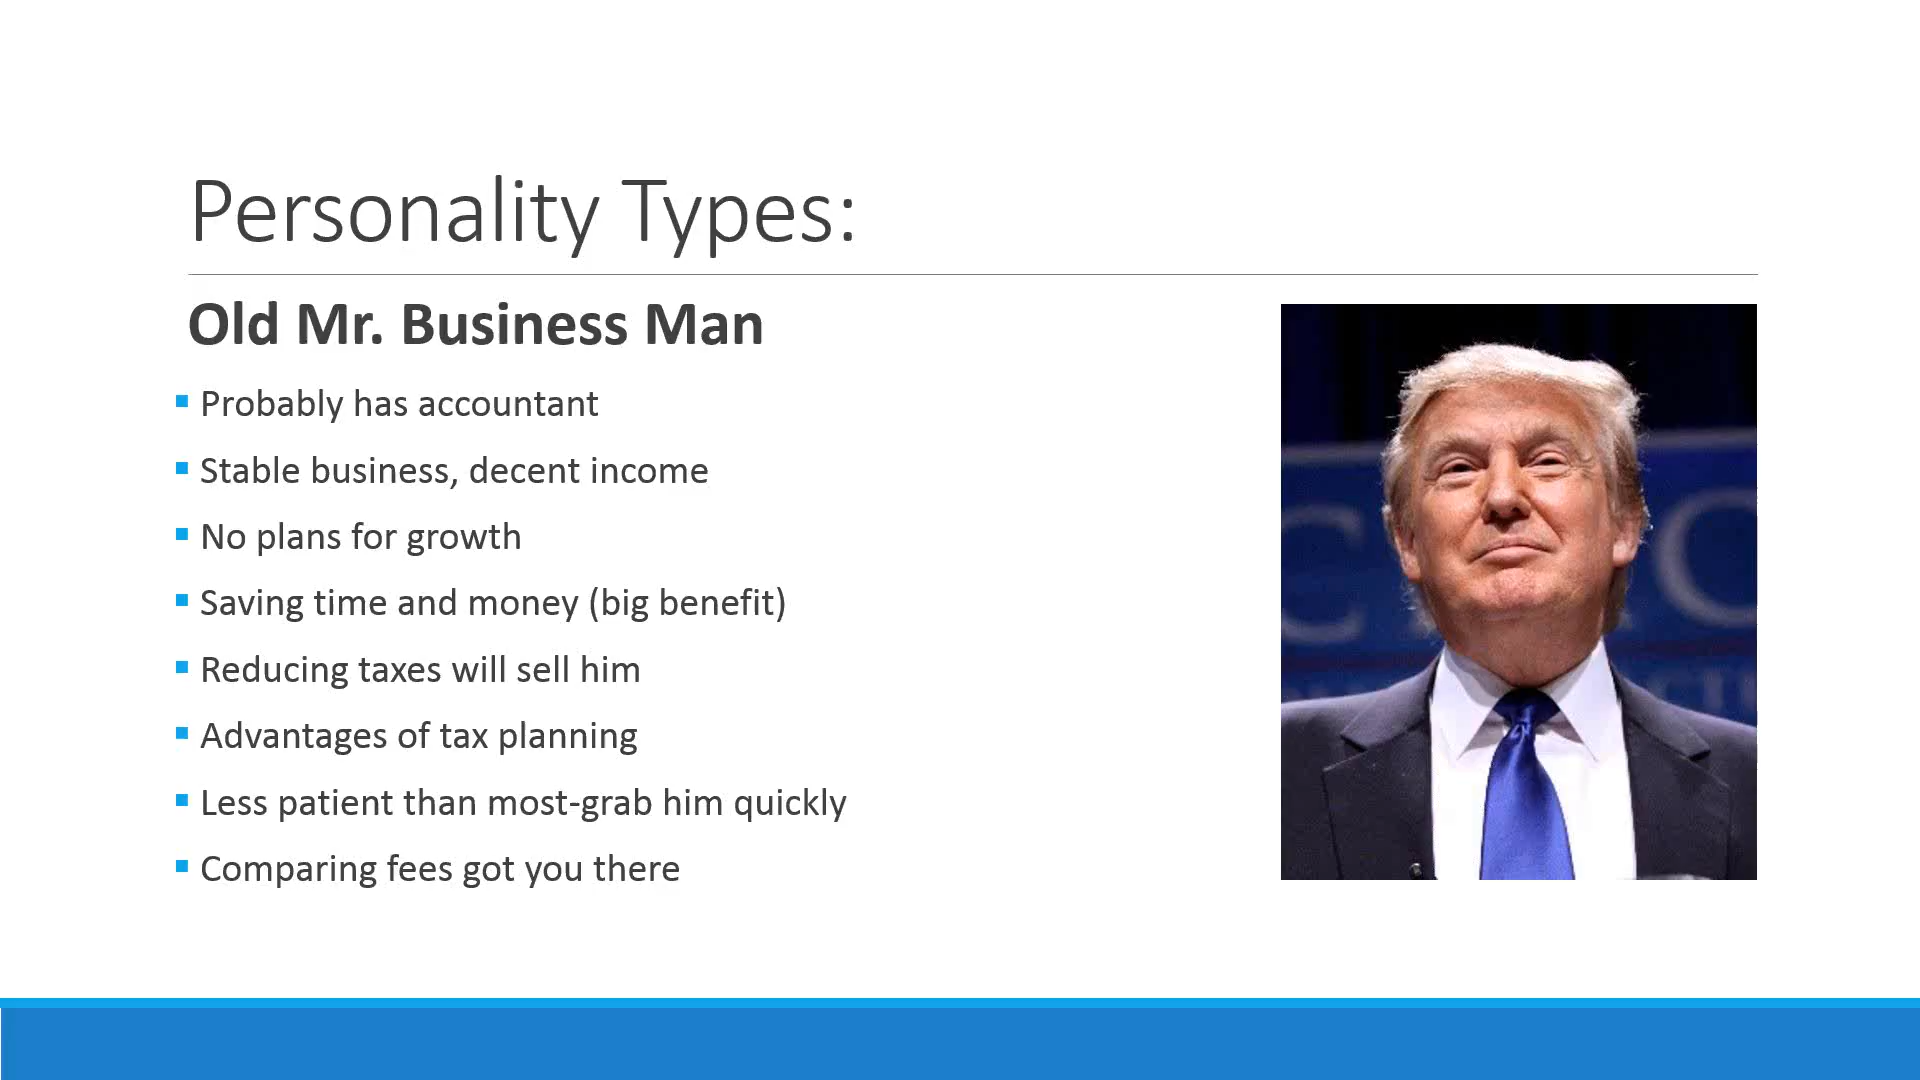 Personality Types:
Old Mr. Business Man
Probably has accountant
Stable business, decent income
No plans for growth
Saving time and money (big benefit)
Reducing taxes will sell him
Advantages of tax planning
Less patient than most-grab him quickly
Comparing fees got you there